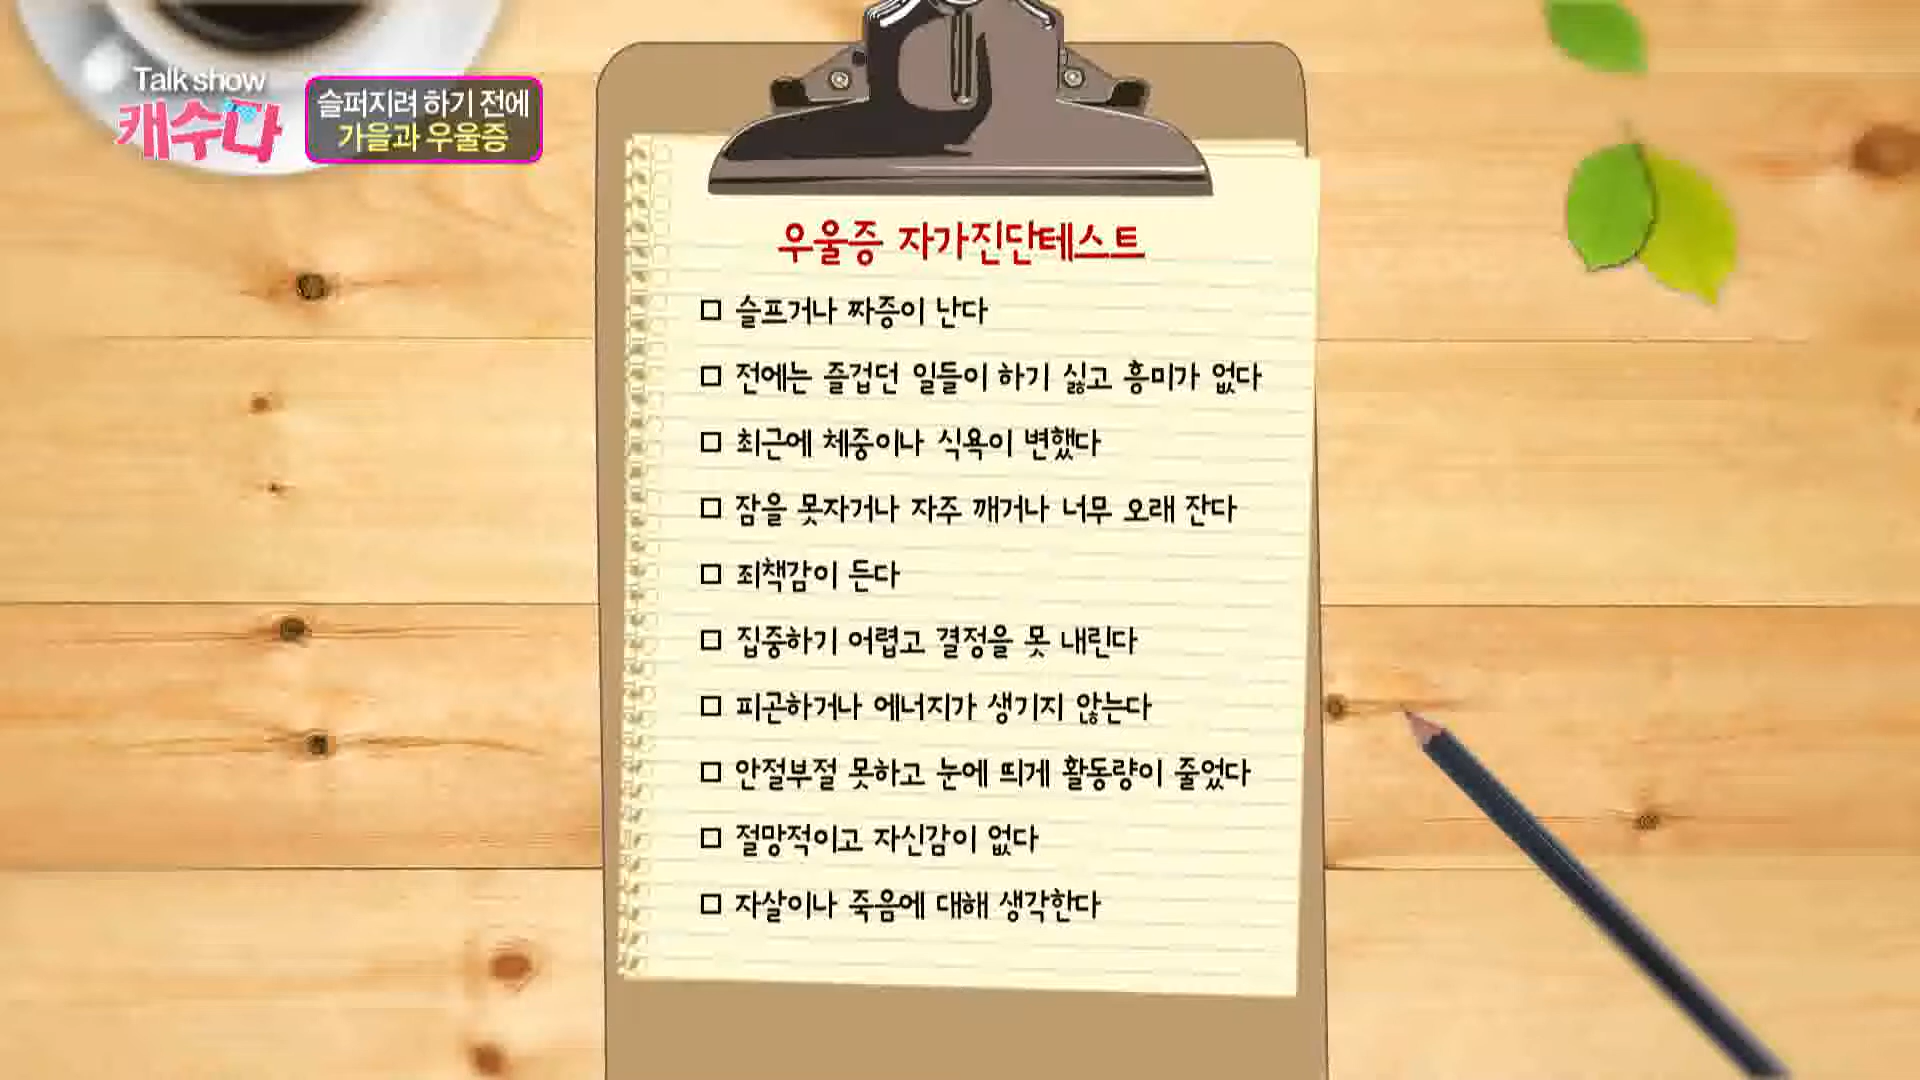 Talk show
캐수다
슬퍼지려 하기 전에
가을과 우울증
우울증 자가진단테스트
□ 슬프거나 짜증이 난다
□ 전에는 즐겁던 일들이 하기 싫고 흥미가 없다
□ 최근에 체중이나 식욕이 변했다
□ 잠을 못자거나 자주 깨거나 너무 오래 잔다
□ 죄책감이 든다
□ 집중하기 어렵고 결정을 못 내린다
□ 피곤하거나 에너지가 생기지 않는다
□ 안절부절 못하고 눈에 띄게 활동량이 줄었다
□ 절망적이고 자신감이 없다
□ 자살이나 죽음에 대해 생각한다